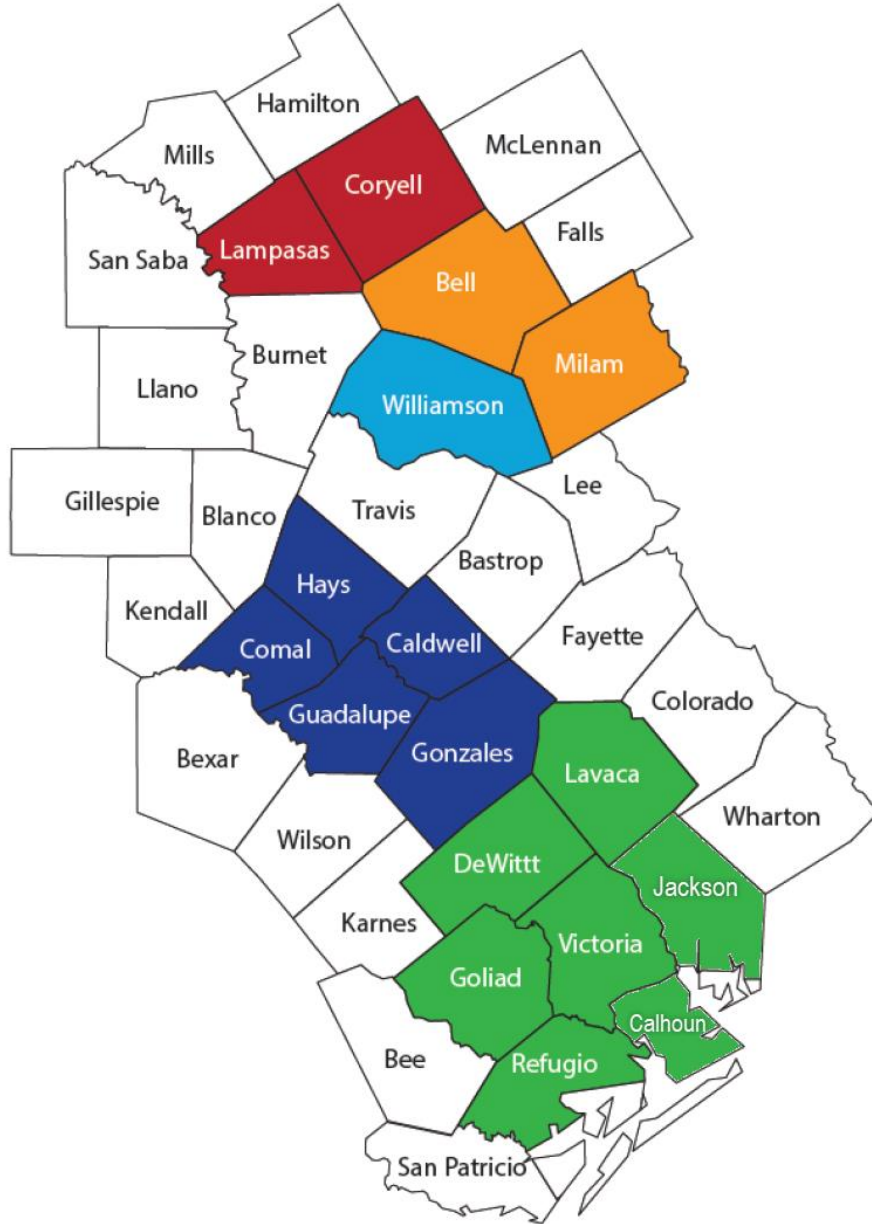 Hamilton
McLennan
Mills
Coryell
Falls
San Saba
Lampasas
Bell
Burnet
Milam
Llano
Williamson
Lee
Gillespie
Travis
Blanco
Bastrop
Hays
Kendall
Caldwell
Fayette
Comal
Colorado
Guadalupe
Gonzales
Bexar
Lavaca
Wharton
Wilson
DeWittt
Jackson
Karnes
Victoria
Goliad
Calhoun
Bee
Refugio
San Patricio